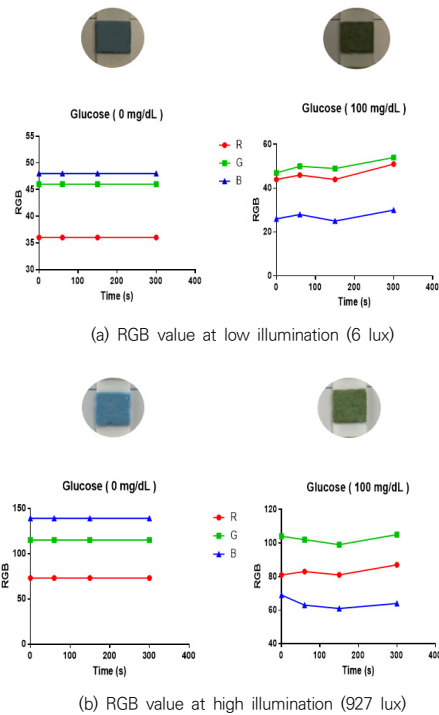 Glucose ( 0 mg/dL )
55
50
45
40
35
30
RGB
0
100
200
300
400
Time (s)
R
G
B
Glucose ( 100 mg/dL )
60
40
20
0
RGB
0
100
200
300
400
Time (s)
(a) RGB value at low illumination (6 lux)
Glucose ( 0 mg/dL )
150
100
50
0
RGB
0
100
200
300
400
Time (s)
R
G
B
Glucose ( 100 mg/dL )
120
100
80
60
40
RGB
0
100
200
300
400
Time (s)
(b) RGB value at high illumination (927 lux)